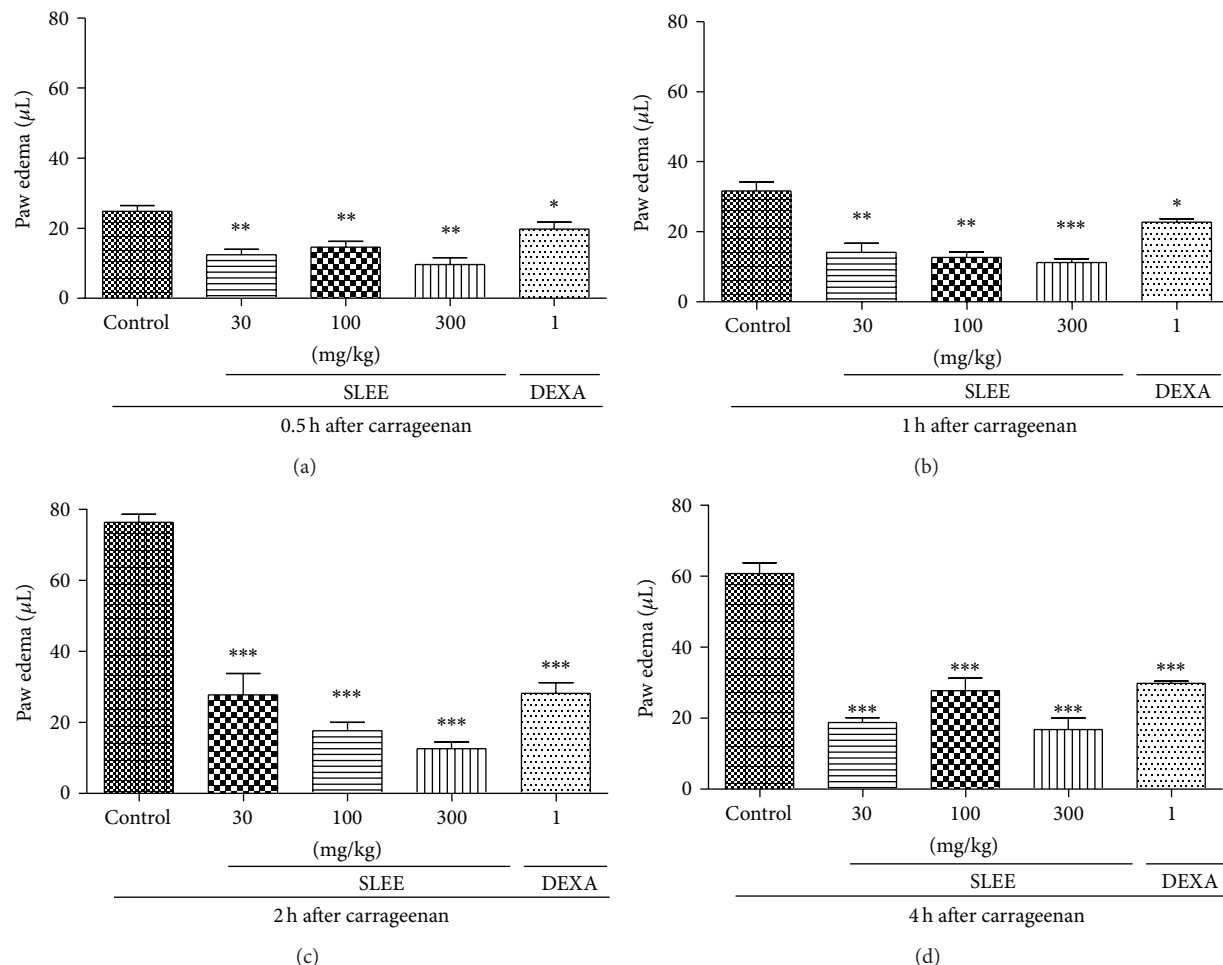 80
60
40
20
0
Paw edema (μL)
**
**
**
*
Control
30
100
300
1
(mg/kg)
SLEE
DEXA
0.5 h after carrageenan
(a)
80
60
40
20
0
Paw edema (μL)
**
**
***
*
Control
30
100
300
1
(mg/kg)
SLEE
DEXA
1 h after carrageenan
(b)
80
60
40
20
0
Paw edema (μL)
***
***
***
***
Control
30
100
300
1
(mg/kg)
SLEE
DEXA
2 h after carrageenan
(c)
80
60
40
20
0
Paw edema (μL)
***
***
***
***
Control
30
100
300
1
(mg/kg)
SLEE
DEXA
4 h after carrageenan
(d)